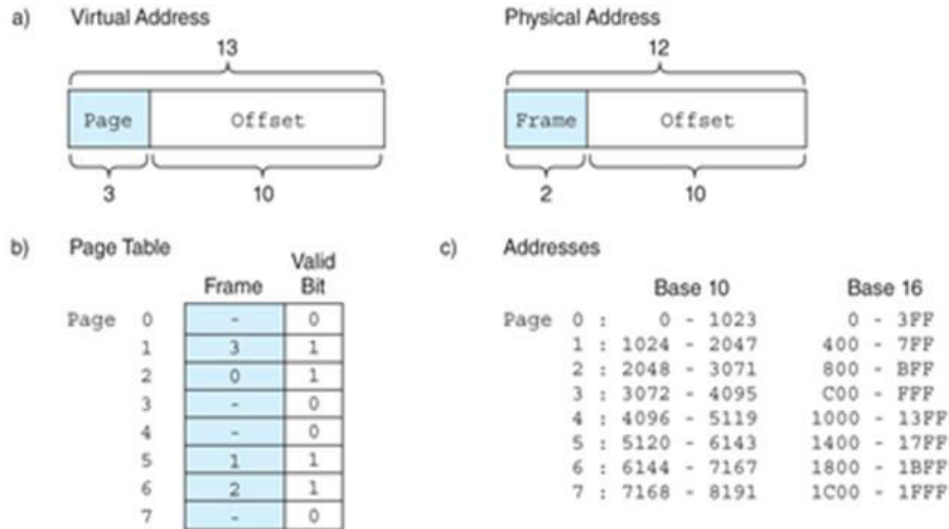 a) Virtual Address
13
Page Offset
3 10
Physical Address
12
Frame Offset
2 10
b) Page Table
Frame Valid Bit
Page 0 - 0
1 3 1
2 0 1
3 - 0
4 - 0
5 1 1
6 2 1
7 - 0
c) Addresses
Base 10 Base 16
Page 0 : 0 - 1023 0 - 3FF
1 : 1024 - 2047 400 - 7FF
2 : 2048 - 3071 800 - BFF
3 : 3072 - 4095 C00 - FFF
4 : 4096 - 5119 1000 - 13FF
5 : 5120 - 6143 1400 - 17FF
6 : 6144 - 7167 1800 - 1BFF
7 : 7168 - 8191 1C00 - 1FFF